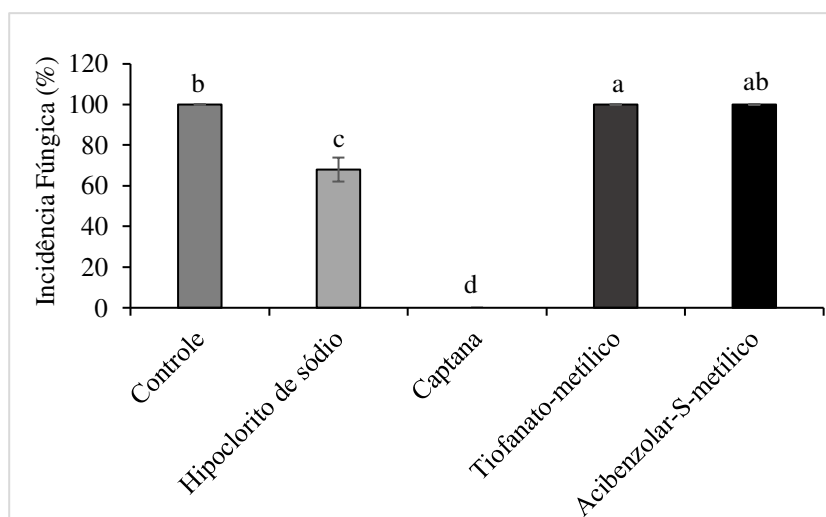 Incidência Fúngica (%)
120
100
80
60
40
20
0
b
c
d
a
ab
Controle
Hipoclorito de sódio
Captana
Tiofanato-metílico
Acibenzolar-S-metílico